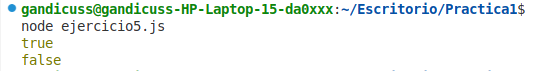 gandicuss@gandicuss-HP-Laptop-15-da0xxx:~/Escritorio/Practica1$
node ejercicio5.js
true
false